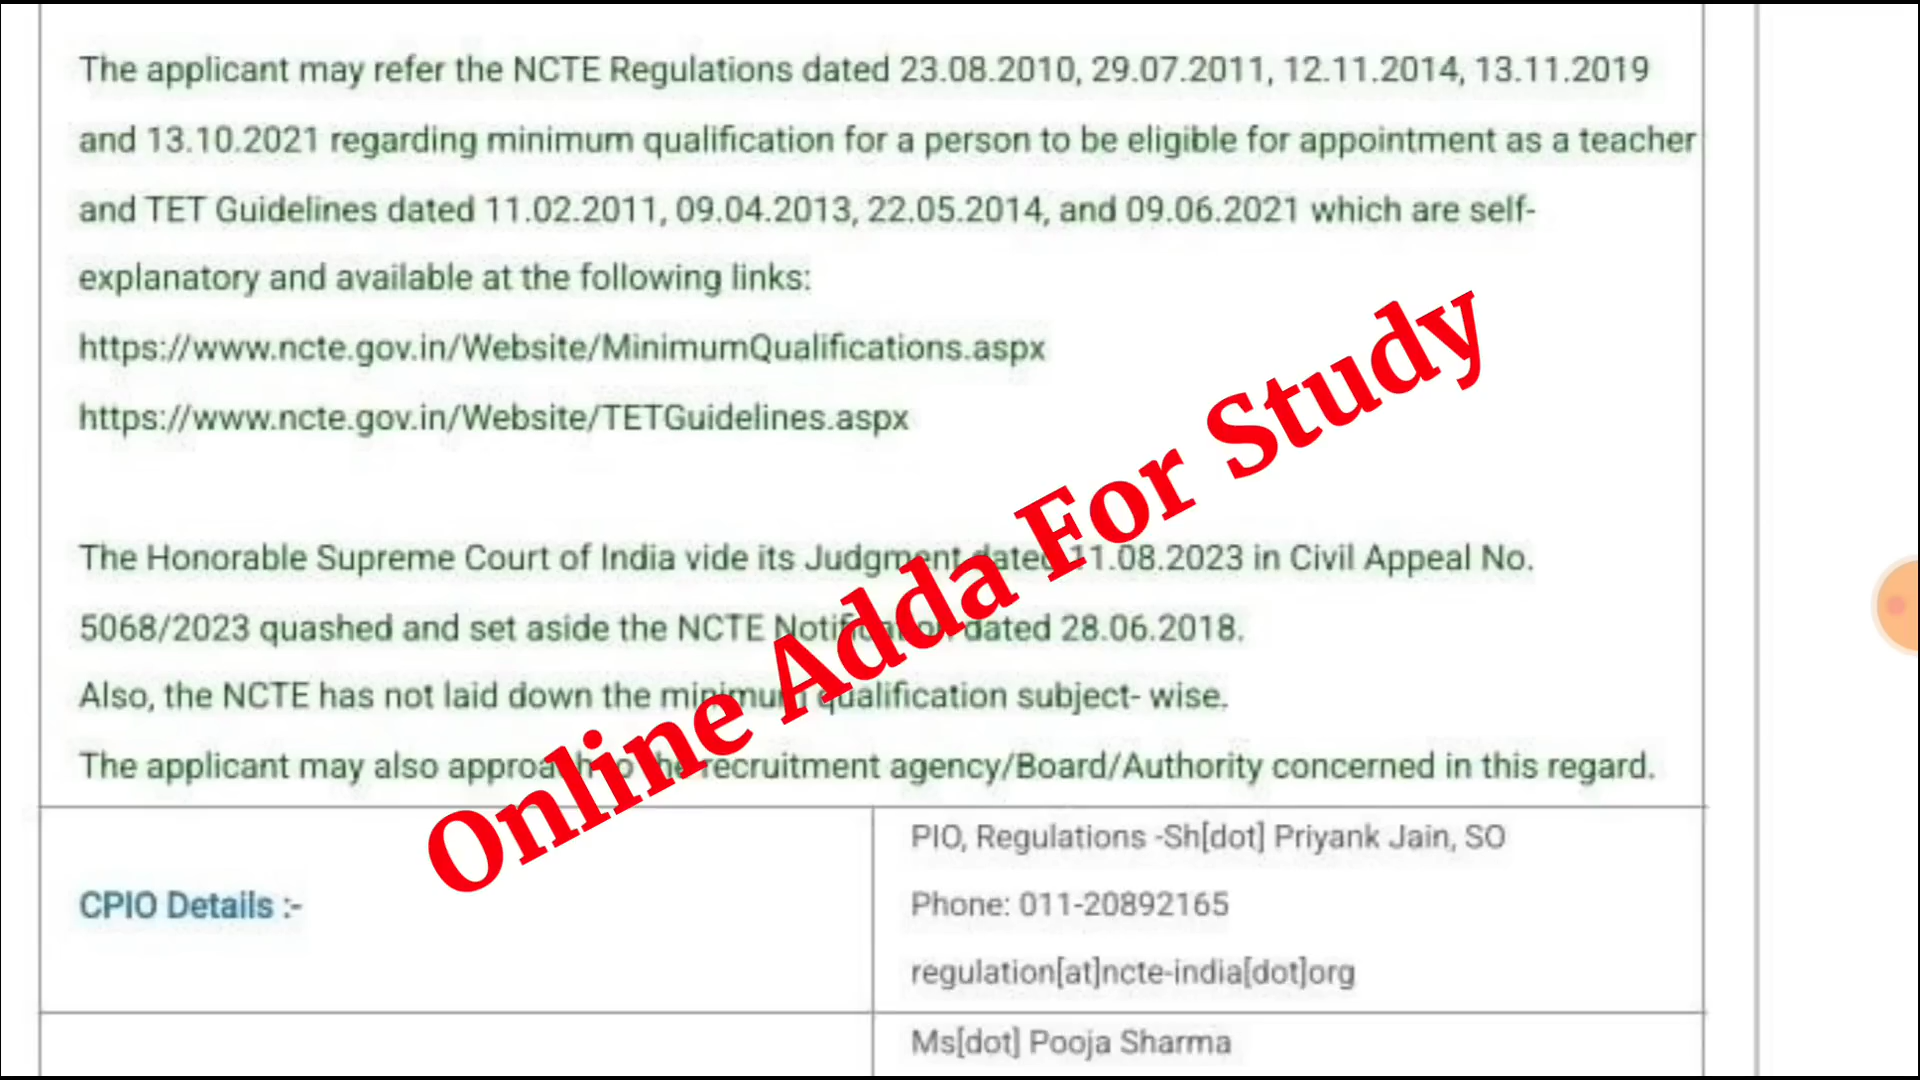 The applicant may refer the NCTE Regulations dated 23.08.2010, 29.07.2011, 12.11.2014, 13.11.2019
and 13.10.2021 regarding minimum qualification for a person to be eligible for appointment as a teacher
and TET Guidelines dated 11.02.2011, 09.04.2013, 22.05.2014, and 09.06.2021 which are self-
explanatory and available at the following links:
https://www.ncte.gov.in/Website/MinimumQualifications.aspx
https://www.ncte.gov.in/Website/TETGuidelines.aspx
The Honorable Supreme Court of India vide its Judgment dated 11.08.2023 in Civil Appeal No.
5068/2023 quashed and set aside the NCTE Notification dated 28.06.2018.
Also, the NCTE has not laid down the minimum qualification subject- wise.
The applicant may also approach to the recruitment agency/Board/Authority concerned in this regard.
Online Adda For Study
CPIO Details :-
PIO, Regulations -Sh[dot] Priyank Jain, SO
Phone: 011-20892165
regulation[at]ncte-india[dot]org
Ms[dot] Pooja Sharma